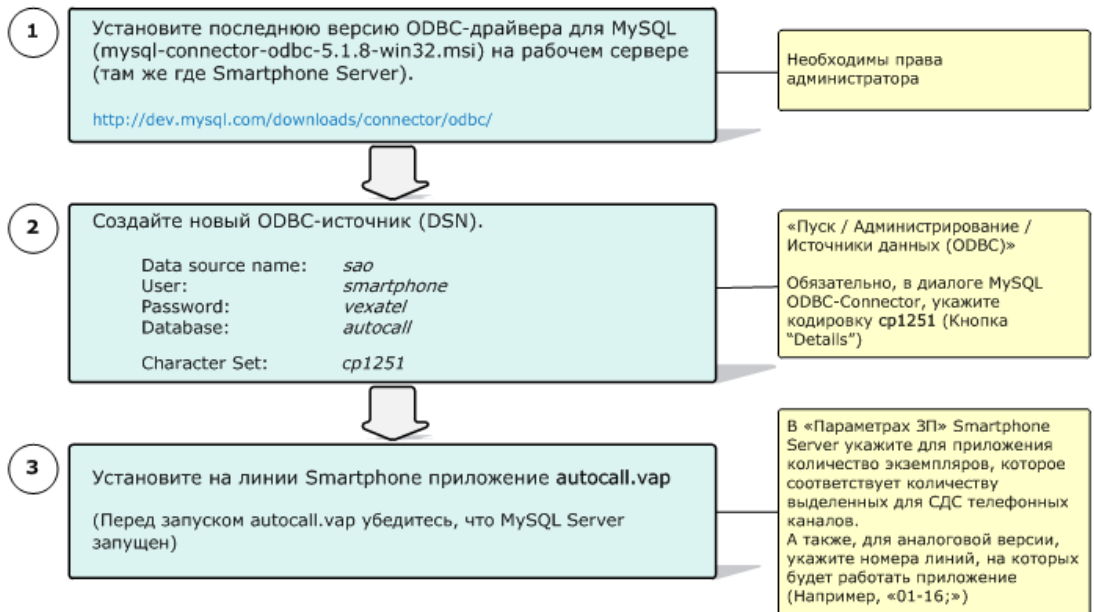 1
Установите последнюю версию ODBC-драйвера для MySQL
(mysql-connector-odbc-5.1.8-win32.msi) на рабочем сервере
(там же где Smartphone Server).
http://dev.mysql.com/downloads/connector/odbc/
Необходимы права
администратора
2
Создайте новый ODBC-источник (DSN).
Data source name: sao
User: smartphone
Password: vexatel
Database: autocall
Character Set: cp1251
«Пуск / Администрирование /
Источники данных (ODBC)»
Обязательно, в диалоге MySQL
ODBC-Connector, укажите
кодировку cp1251 (Кнопка
“Details”)
3
Установите на линии Smartphone приложение autocall.vap
(Перед запуском autocall.vap убедитесь, что MySQL Server
запущен)
В «Параметрах ЗП» Smartphone
Server укажите для приложения
количество экземпляров, которое
соответствует количеству
выделенных для СДС телефонных
каналов.
А также, для аналоговой версии,
укажите номера линий, на которых
будет работать приложение
(Например, «01-16;»)